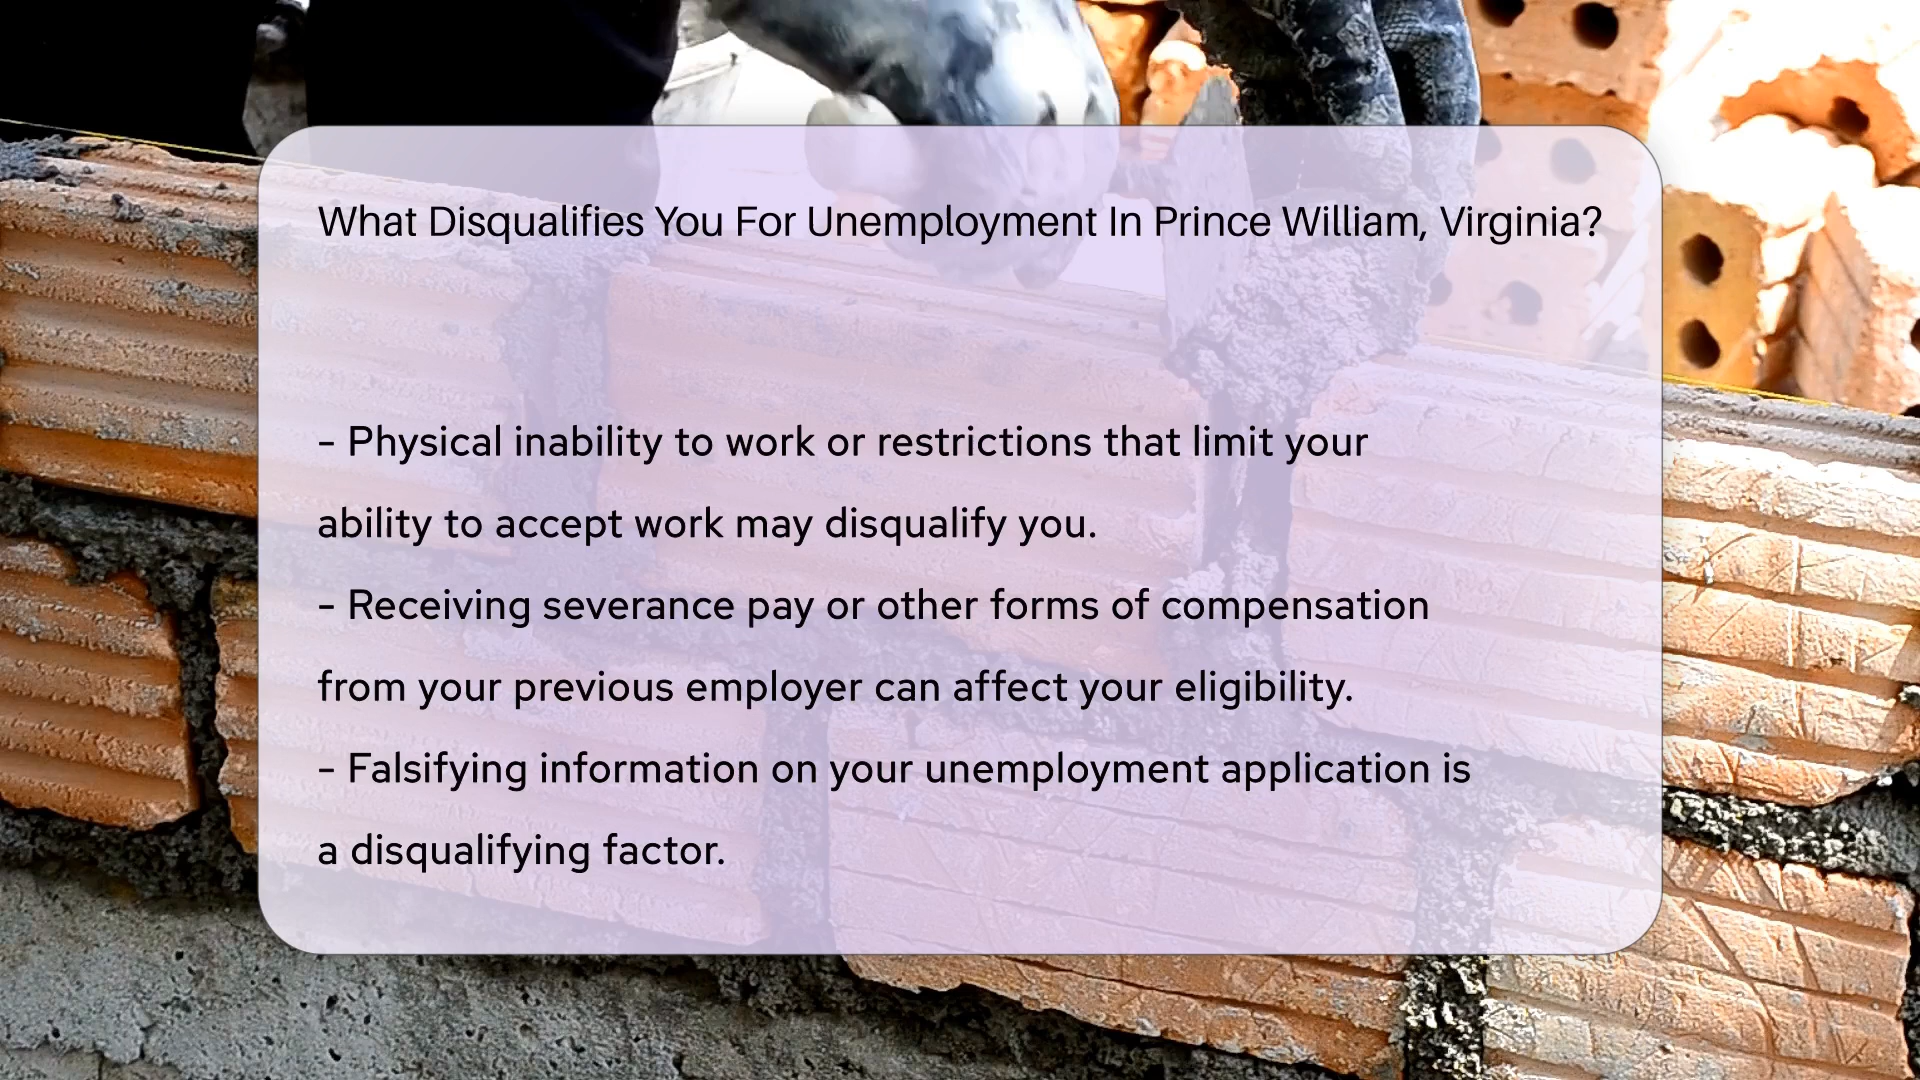 What Disqualifies You For Unemployment In Prince William, Virginia?
- Physical inability to work or restrictions that limit your
ability to accept work may disqualify you.
- Receiving severance pay or other forms of compensation
from your previous employer can affect your eligibility.
- Falsifying information on your unemployment application is
a disqualifying factor.